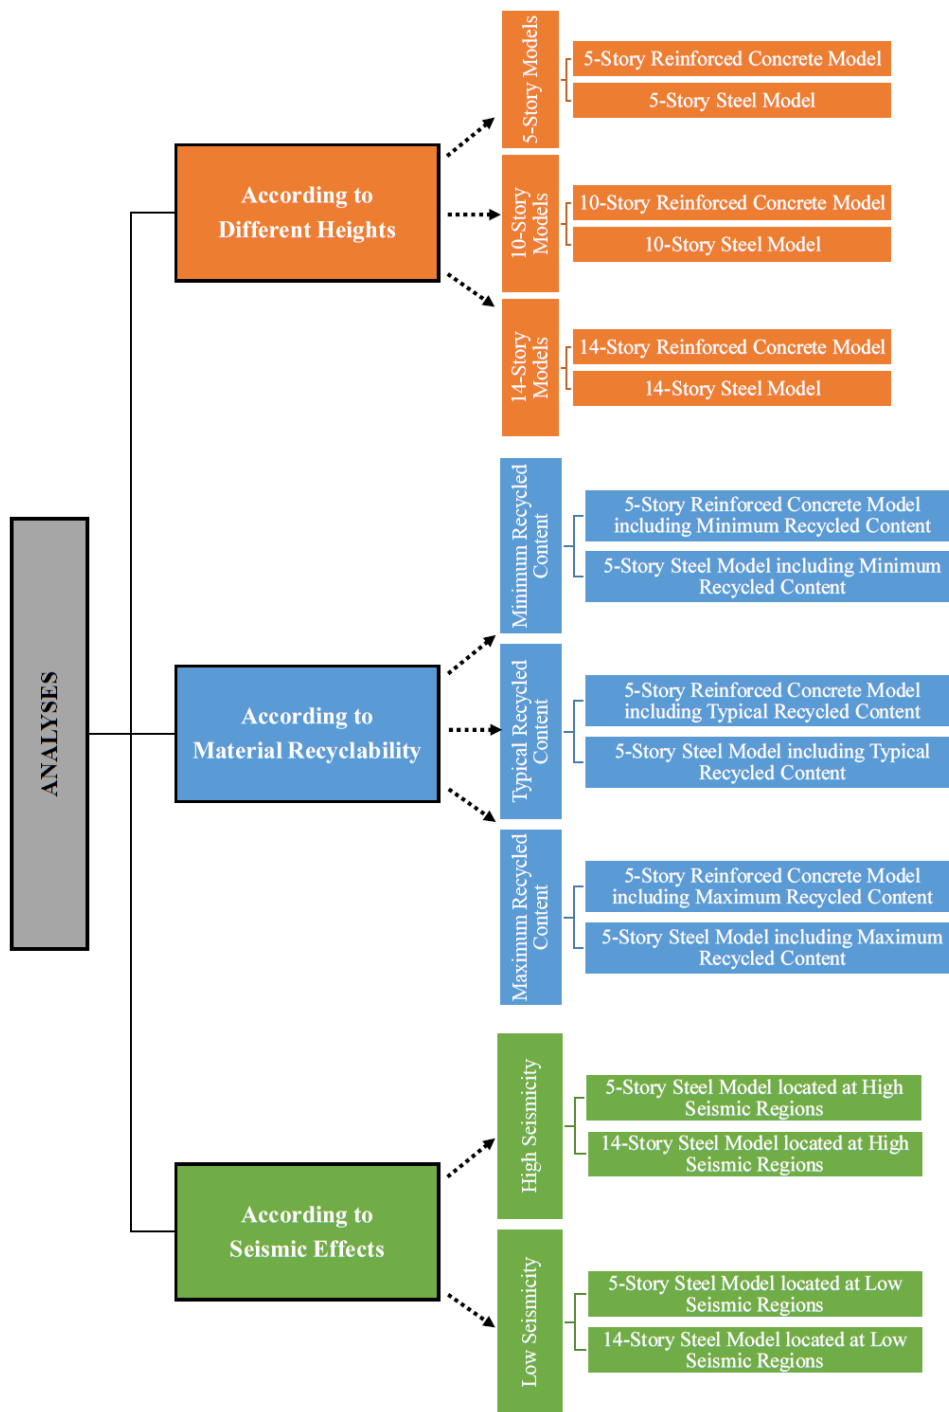 ANALYSES
According to
Different Heights
5-Story Models
5-Story Reinforced Concrete Model
5-Story Steel Model
10-Story
Models
10-Story Reinforced Concrete Model
10-Story Steel Model
14-Story
Models
14-Story Reinforced Concrete Model
14-Story Steel Model
According to
Material Recyclability
Minimum Recycled
Content
5-Story Reinforced Concrete Model
including Minimum Recycled Content
5-Story Steel Model including Minimum
Recycled Content
Typical Recycled
Content
5-Story Reinforced Concrete Model
including Typical Recycled Content
5-Story Steel Model including Typical
Recycled Content
Maximum Recycled
Content
5-Story Reinforced Concrete Model
including Maximum Recycled Content
5-Story Steel Model including Maximum
Recycled Content
According to
Seismic Effects
High Seismicity
5-Story Steel Model located at High
Seismic Regions
14-Story Steel Model located at High
Seismic Regions
Low Seismicity
5-Story Steel Model located at Low
Seismic Regions
14-Story Steel Model located at Low
Seismic Regions